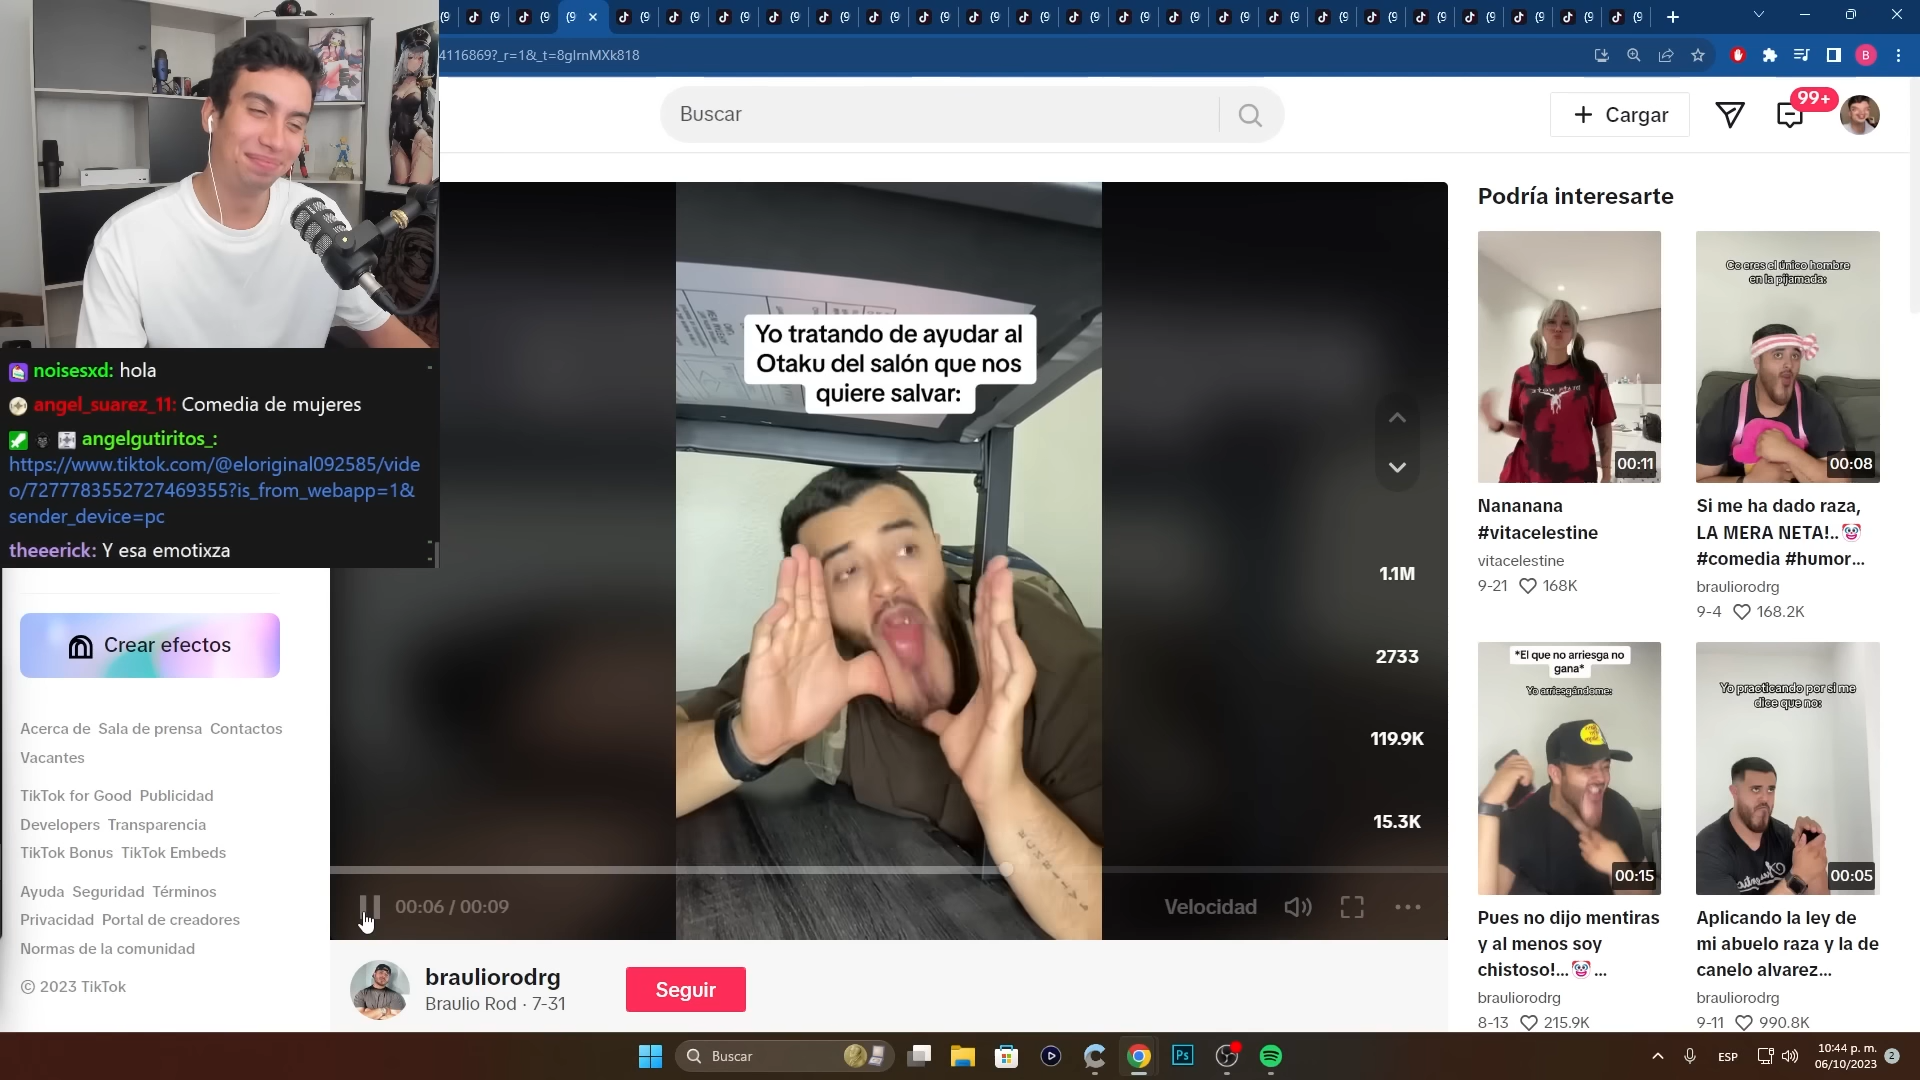 4116869?_r=1&_t=8glrnMXk818
B
Buscar
Cargar
99+
noisesxd: hola
angel_suarez_11: Comedia de mujeres
angelgutiritos_:
https://www.tiktok.com/@eloriginal092585/vide
o/7277783552727469355?is_from_webapp=1&
sender_device=pc
theeerick: Y esa emotixza
Crear efectos
Acerca de Sala de prensa Contactos
Vacantes
TikTok for Good Publicidad
Developers Transparencia
TikTok Bonus TikTok Embeds
Ayuda Seguridad Términos
Privacidad Portal de creadores
Normas de la comunidad
© 2023 TikTok
Yo tratando de ayudar al
Otaku del salón que nos
quiere salvar:
1.1M
2733
119.9K
15.3K
00:06 / 00:09
Velocidad
brauliorodrg
Braulio Rod · 7-31
Seguir
Podría interesarte
00:11
Nananana
#vitacelestine
vitacelestine
9-21 168K
Cc eres el único hombre
en la pijamada:
00:08
Si me ha dado raza,
LA MERA NETA!..🤡
#comedia #humor...
brauliorodrg
9-4 168.2K
*El que no arriesga no
gana*
Yo arriesgándome:
00:15
Pues no dijo mentiras
y al menos soy
chistoso!...🤡 ...
brauliorodrg
8-13 215.9K
Yo practicando por si me
dice que no:
00:05
Aplicando la ley de
mi abuelo raza y la de
canelo alvarez...
brauliorodrg
9-11 990.8K
Buscar
Ps
ESP
10:44 p. m.
06/10/2023
2